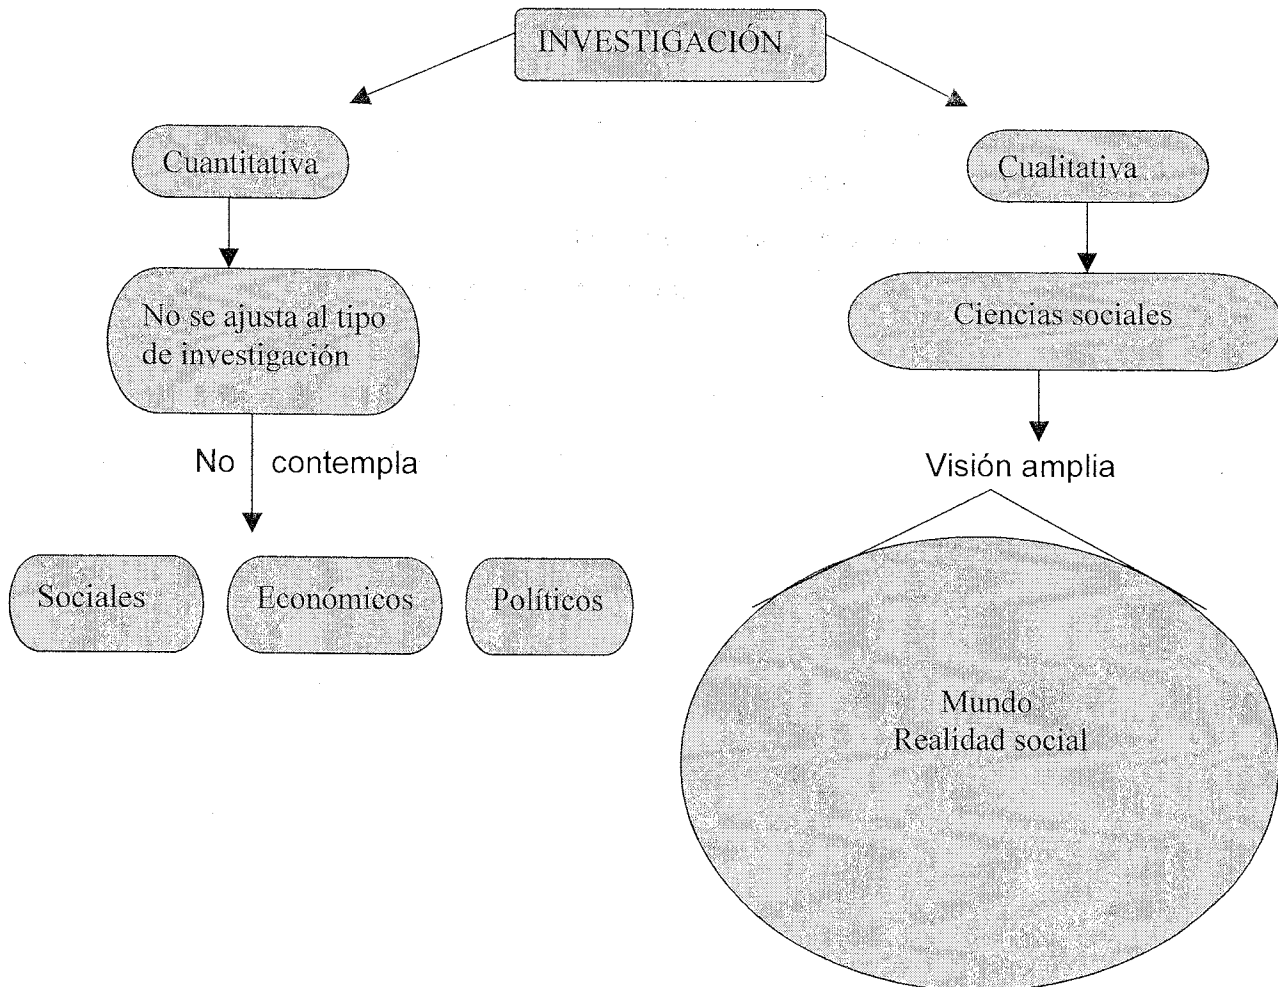 INVESTIGACIÓN
Cuantitativa
Cualitativa
No se ajusta al tipo
de investigación
Ciencias sociales
No contempla
Visión amplia
Sociales
Económicos
Políticos
Mundo
Realidad social